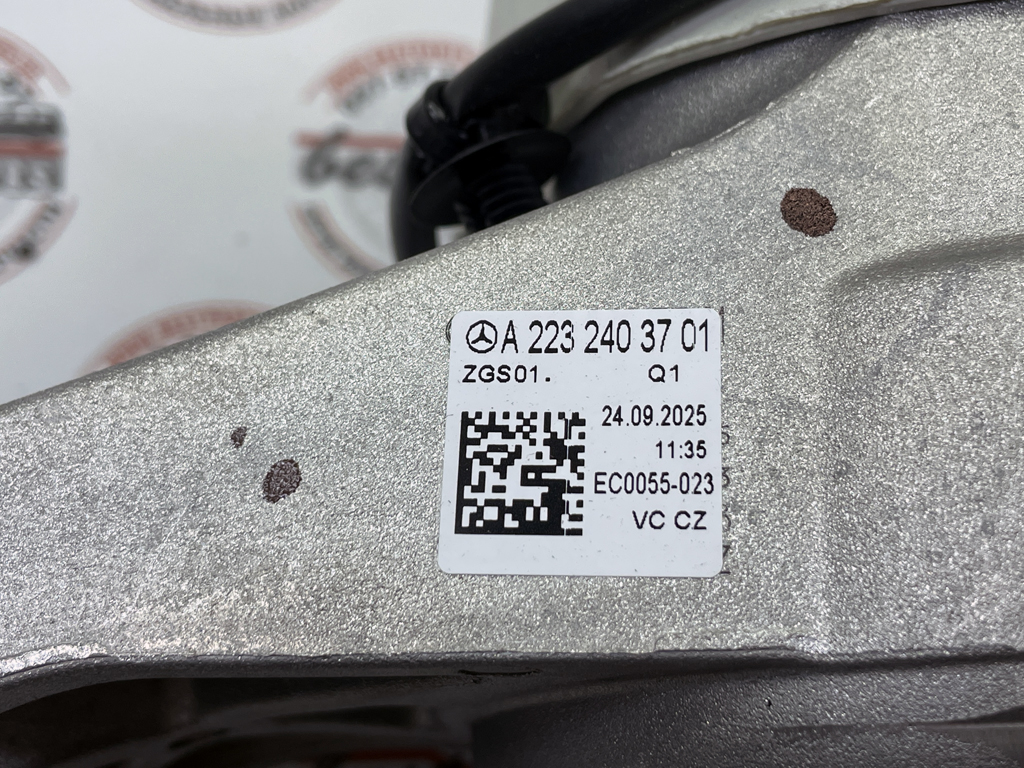 A 223 240 37 01
ZGS01. Q1
24.09.2025
11:35
EC0055-023
VC CZ